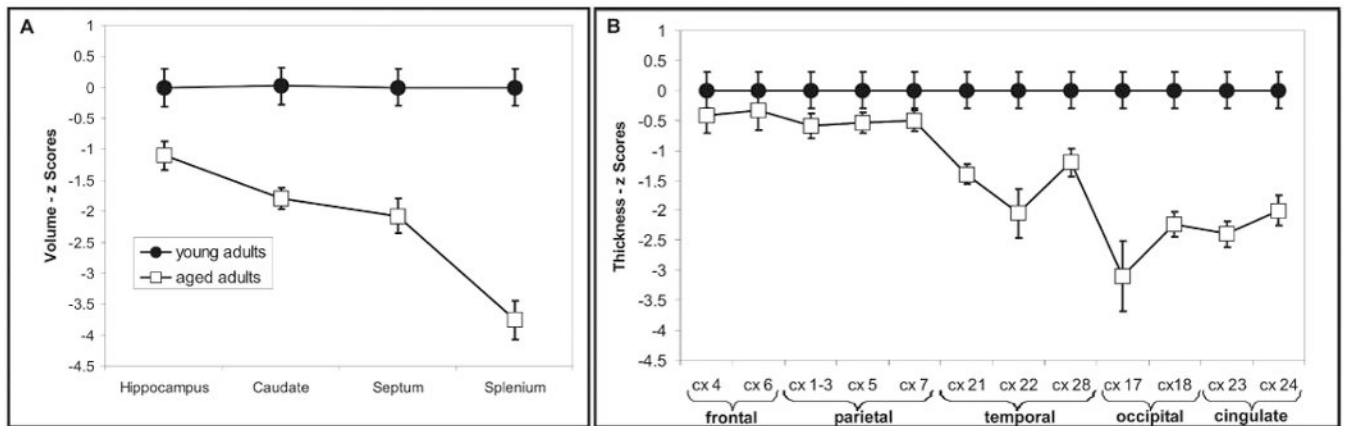 A
1
0.5
0
-0.5
-1
-1.5
-2
-2.5
-3
-3.5
-4
-4.5
Volume - z Scores
young adults
aged adults
Hippocampus Caudate Septum Splenium
B
1
0.5
0
-0.5
-1
-1.5
-2
-2.5
-3
-3.5
-4
-4.5
Thickness - z Scores
cx 4 cx 6 cx 1-3 cx 5 cx 7 cx 21 cx 22 cx 28 cx 17 cx18 cx 23 cx 24
frontal parietal temporal occipital cingulate